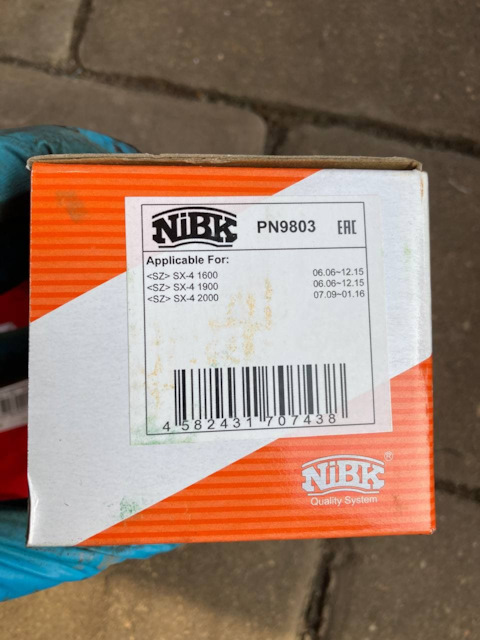 NiBK PN9803 EAC
Applicable For:
<SZ> SX-4 1600 06.06~12.15
<SZ> SX-4 1900 06.06~12.15
<SZ> SX-4 2000 07.09~01.16
4 582431 707438
NiBK®
Quality System